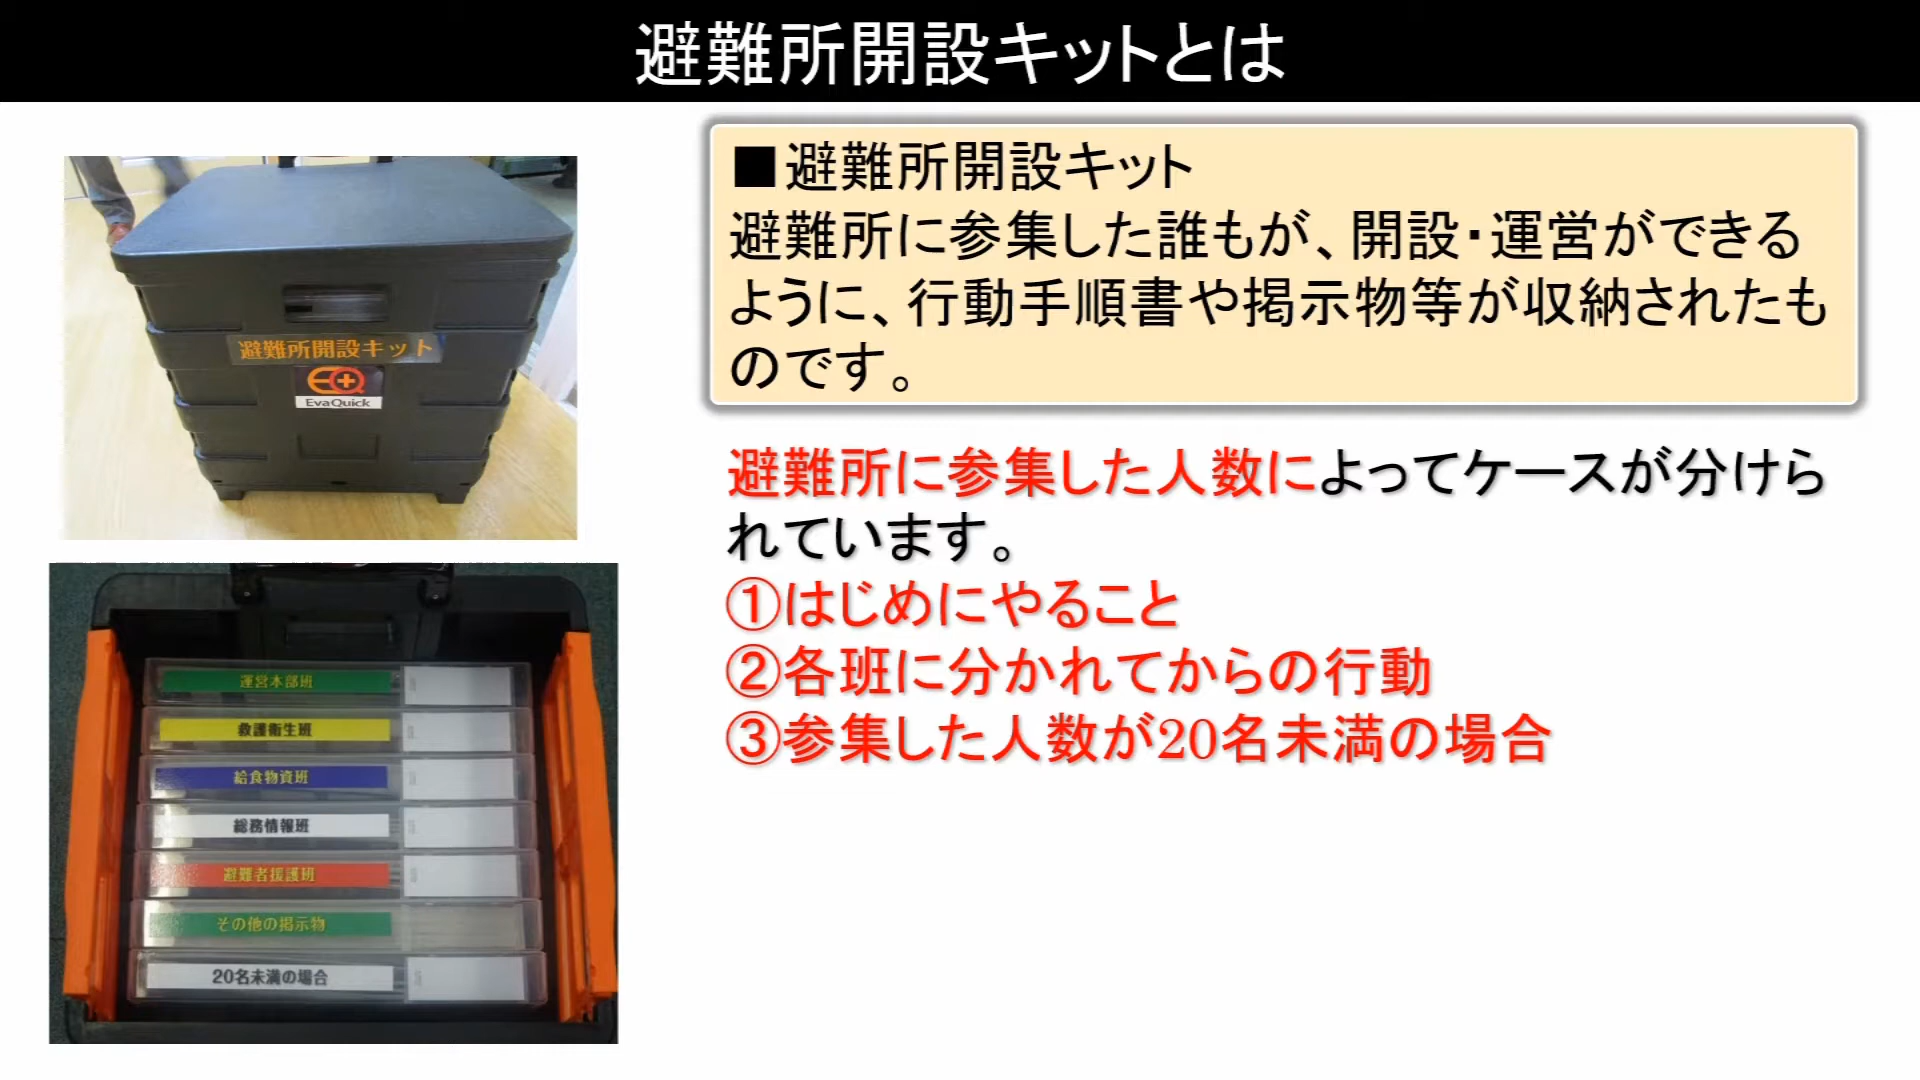 避難所開設キットとは
避難所開設キット
EvaQuick
■避難所開設キット
避難所に参集した誰もが、開設・運営ができる
ように、行動手順書や掲示物等が収納されたも
のです。
避難所に参集した人数によってケースが分けら
れています。
①はじめにやること
②各班に分かれてからの行動
③参集した人数が20名未満の場合
運営本部班
救護衛生班
給食物資班
総務情報班
避難者援護班
その他の掲示物
20名未満の場合